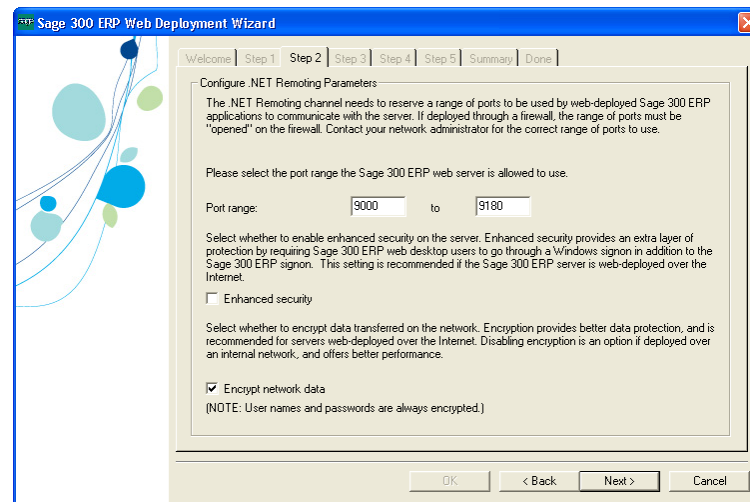 Sage 300 ERP Web Deployment Wizard
Welcome Step 1 Step 2 Step 3 Step 4 Step 5 Summary Done
Configure .NET Remoting Parameters
The .NET Remoting channel needs to reserve a range of ports to be used by web-deployed Sage 300 ERP
applications to communicate with the server. If deployed through a firewall, the range of ports must be
"opened" on the firewall. Contact your network administrator for the correct range of ports to use.
Please select the port range the Sage 300 ERP web server is allowed to use.
Port range: 9000 to 9180
Select whether to enable enhanced security on the server. Enhanced security provides an extra layer of
protection by requiring Sage 300 ERP web desktop users to go through a Windows signon in addition to the
Sage 300 ERP signon. This setting is recommended if the Sage 300 ERP server is web-deployed over the
Internet.
Enhanced security
Select whether to encrypt data transferred on the network. Encryption provides better data protection, and is
recommended for servers web-deployed over the Internet. Disabling encryption is an option if deployed over
an internal network, and offers better performance.
Encrypt network data
(NOTE: User names and passwords are always encrypted.)
OK < Back Next > Cancel